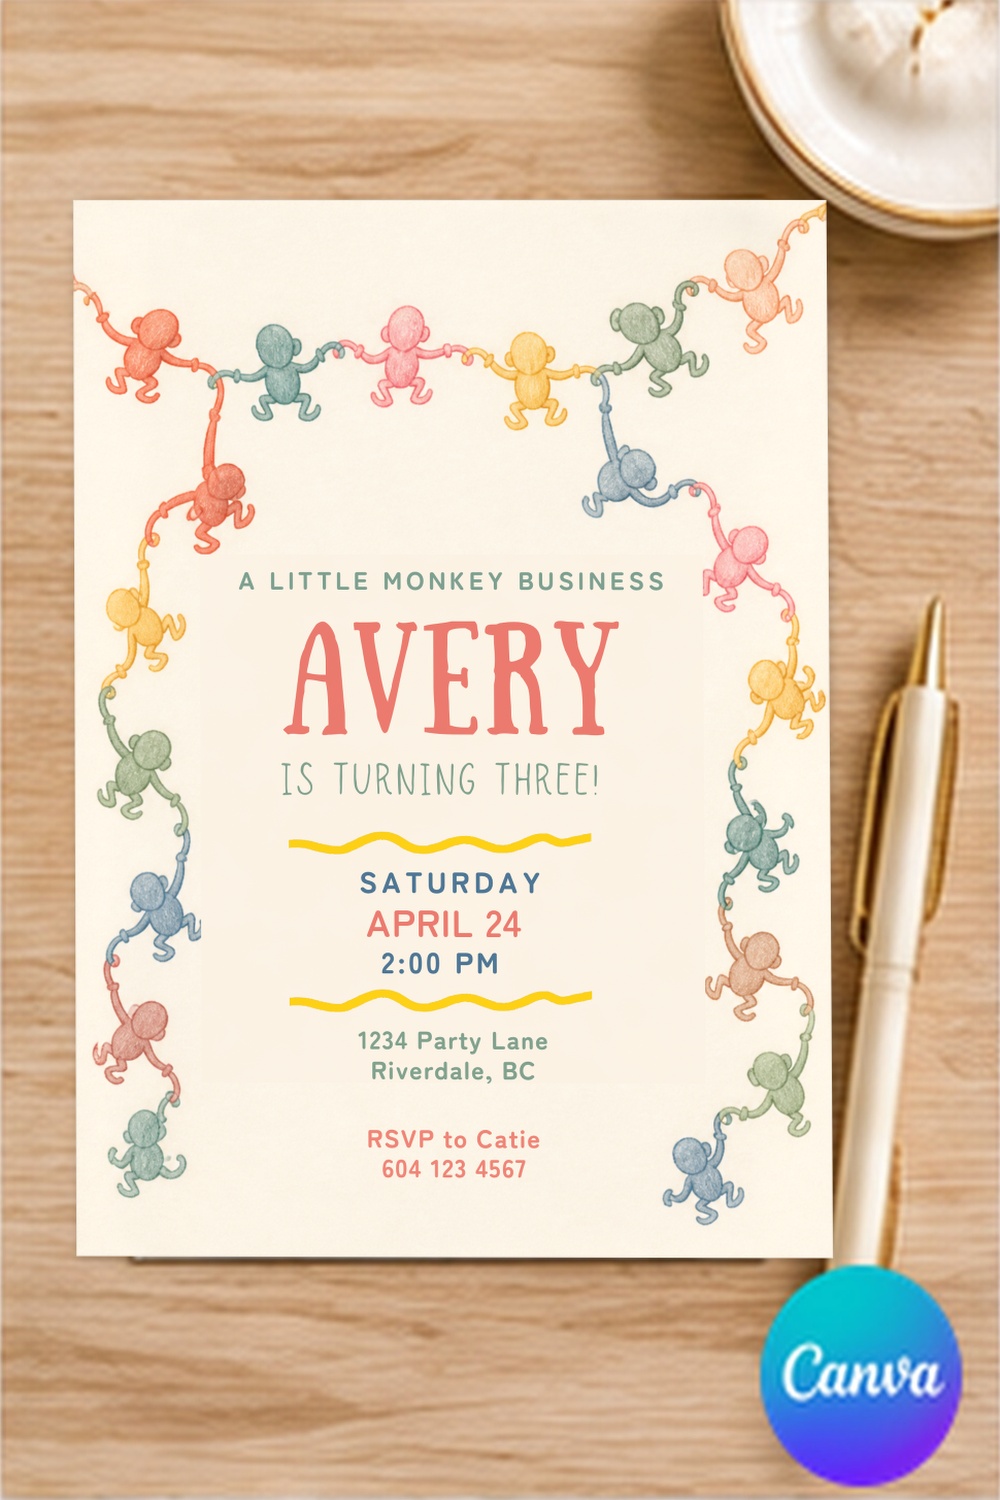 A LITTLE MONKEY BUSINESS
AVERY
IS TURNING THREE!
SATURDAY
APRIL 24
2:00 PM
1234 Party Lane
Riverdale, BC
RSVP to Catie
604 123 4567
Canva